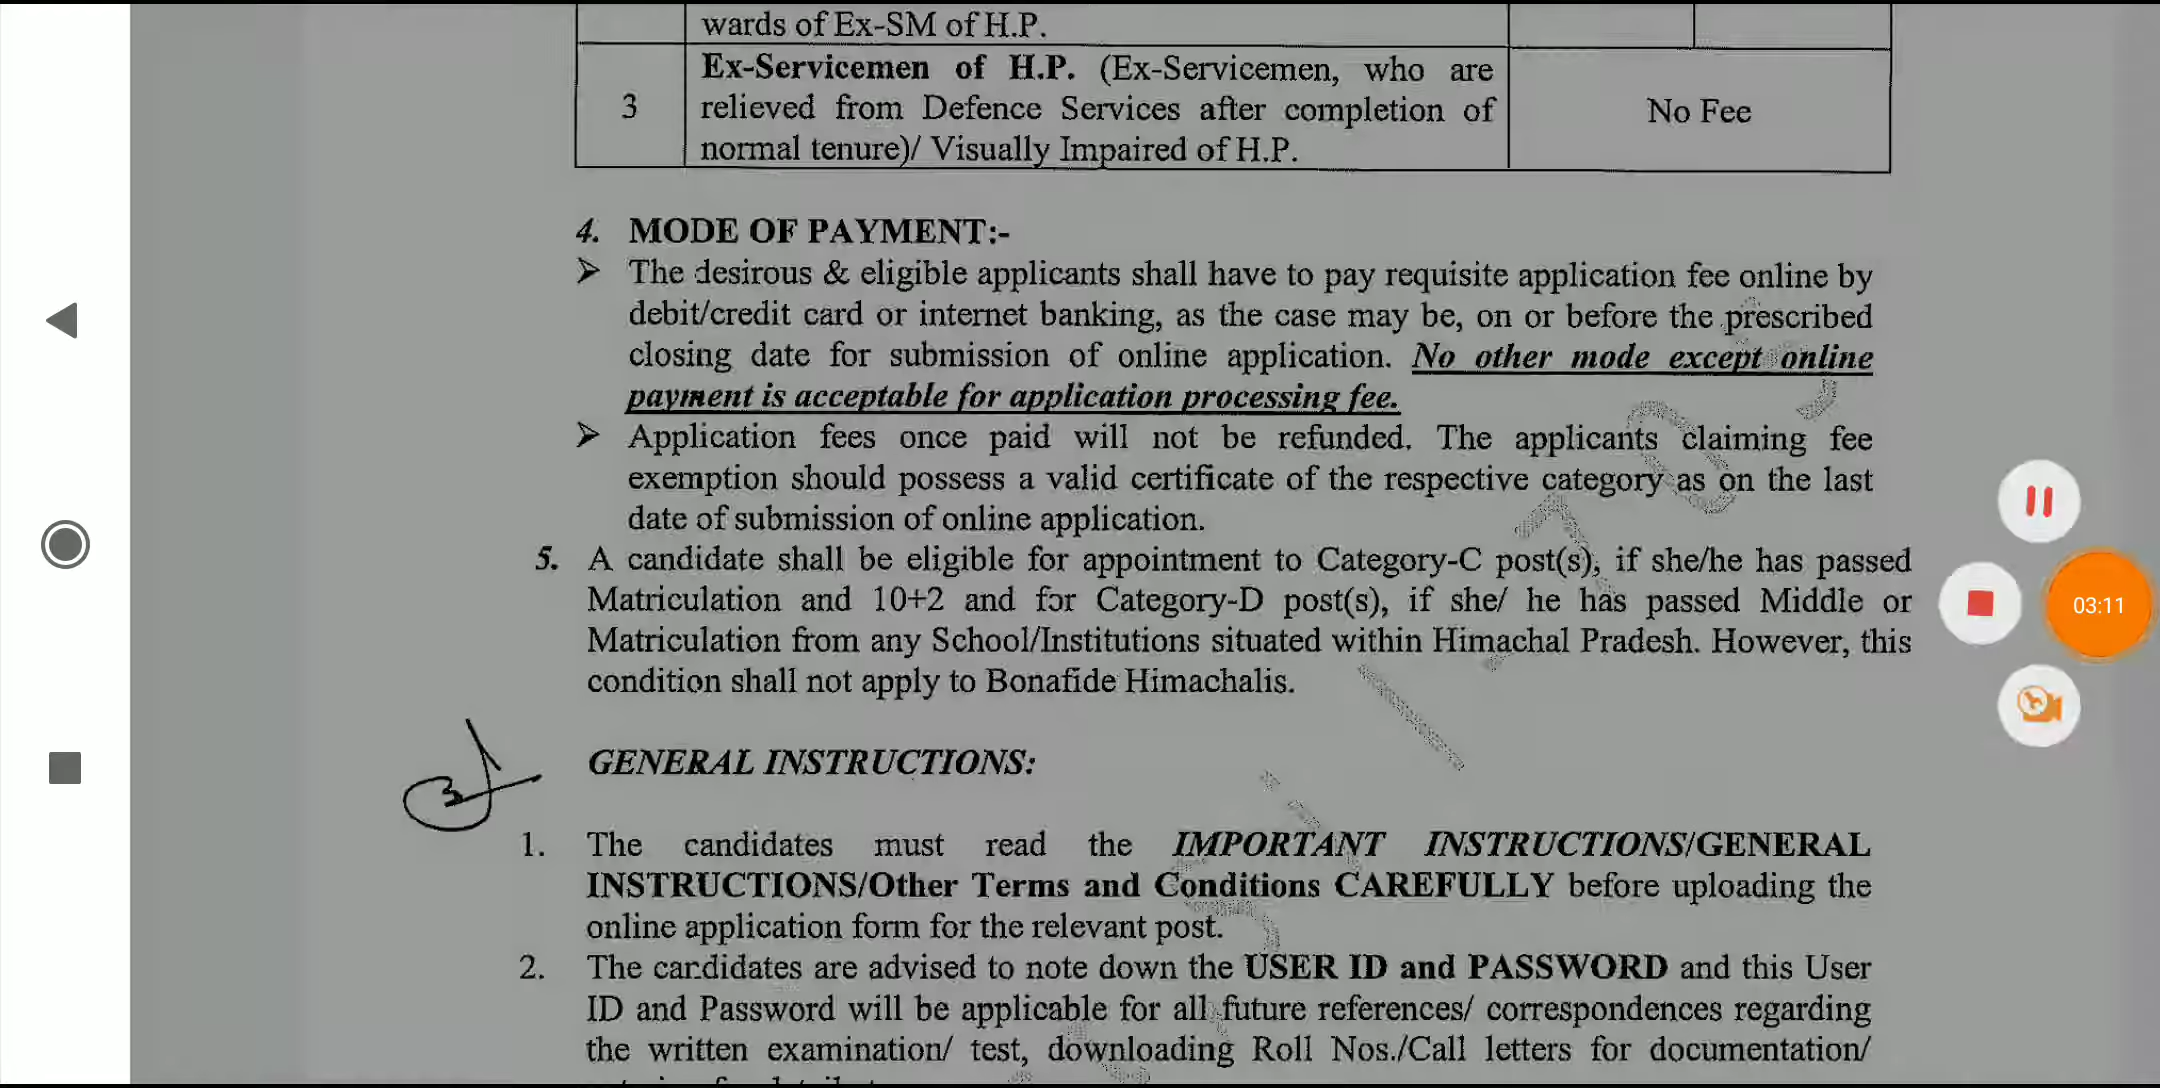 wards of Ex-SM of H.P.
3
Ex-Servicemen of H.P. (Ex-Servicemen, who are
relieved from Defence Services after completion of
normal tenure)/ Visually Impaired of H.P.
No Fee
4. MODE OF PAYMENT:-
➢ The desirous & eligible applicants shall have to pay requisite application fee online by
debit/credit card or internet banking, as the case may be, on or before the prescribed
closing date for submission of online application. No other mode except online
payment is acceptable for application processing fee.
➢ Application fees once paid will not be refunded. The applicants claiming fee
exemption should possess a valid certificate of the respective category as on the last
date of submission of online application.
5. A candidate shall be eligible for appointment to Category-C post(s), if she/he has passed
Matriculation and 10+2 and for Category-D post(s), if she/ he has passed Middle or
Matriculation from any School/Institutions situated within Himachal Pradesh. However, this
condition shall not apply to Bonafide Himachalis.
GENERAL INSTRUCTIONS:
1. The candidates must read the IMPORTANT INSTRUCTIONS/GENERAL
INSTRUCTIONS/Other Terms and Conditions CAREFULLY before uploading the
online application form for the relevant post.
2. The candidates are advised to note down the USER ID and PASSWORD and this User
ID and Password will be applicable for all future references/ correspondences regarding
the written examination/ test, downloading Roll Nos./Call letters for documentation/
03:11